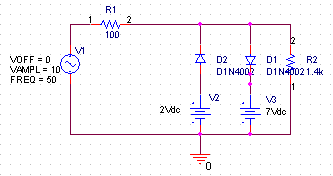 R1
1
2
100
V1
VOFF = 0
VAMPL = 10
FREQ = 50
D2
D1N4002
D1
D1N4002
2
R2
1.4k
1
V2
2Vdc
V3
7Vdc
0